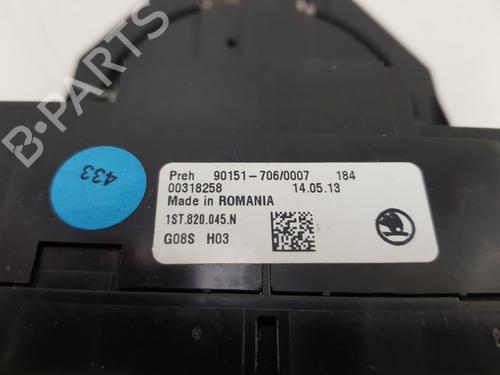 433
Preh 90151-706/0007 184
00318258 14.05.13
Made in ROMANIA
1ST.820.045.N
G08S H03
B-PARTS